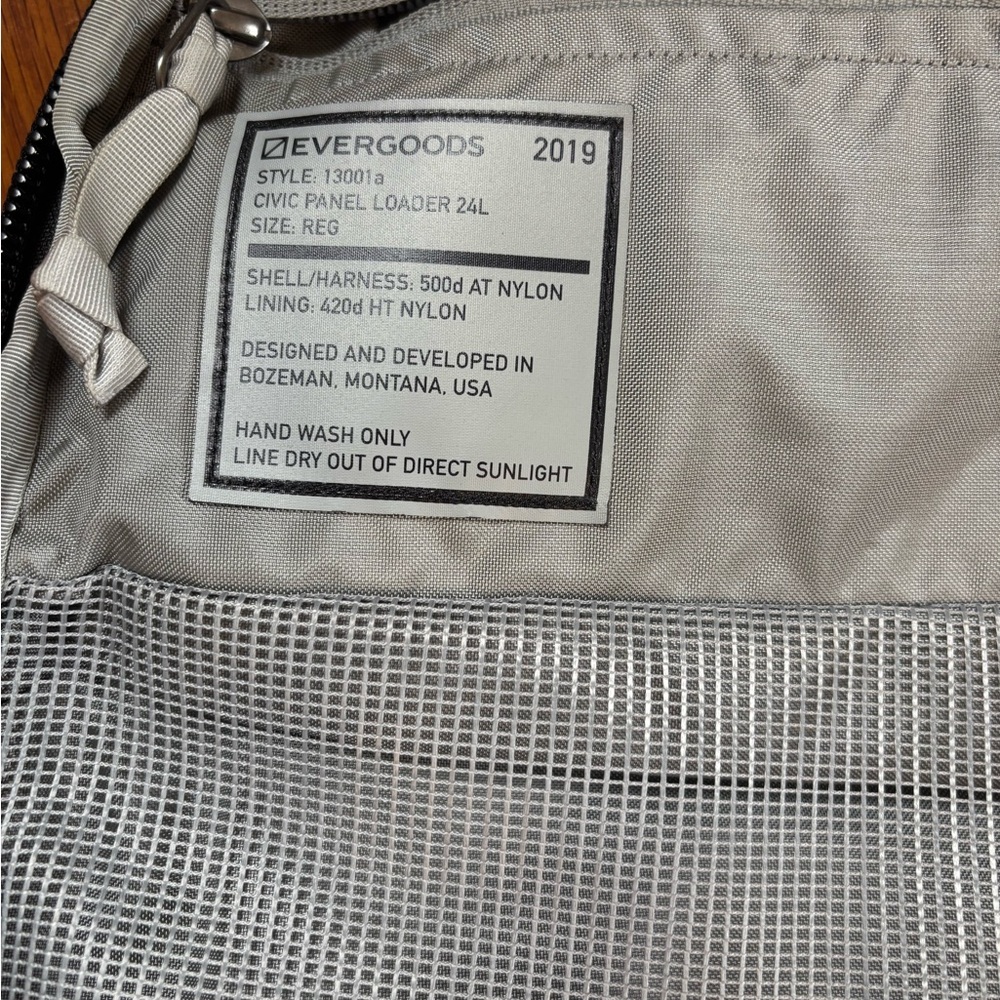 EVERGOODS 2019
STYLE: 13001a
CIVIC PANEL LOADER 24L
SIZE: REG
SHELL/HARNESS: 500d AT NYLON
LINING: 420d HT NYLON
DESIGNED AND DEVELOPED IN
BOZEMAN, MONTANA, USA
HAND WASH ONLY
LINE DRY OUT OF DIRECT SUNLIGHT